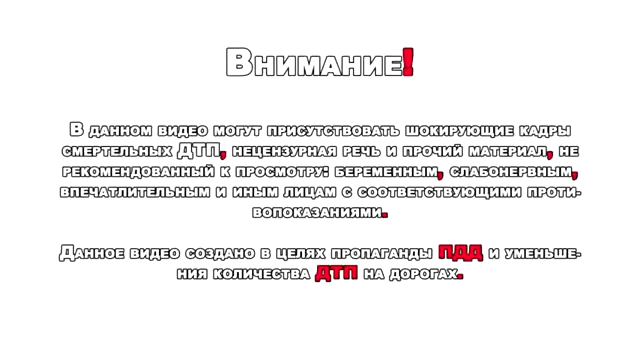 Внимание!
В данном видео могут присутствовать шокирующие кадры
смертельных ДТП, нецензурная речь и прочий материал, не
рекомендованный к просмотру: беременным, слабонервным,
впечатлительным и иным лицам с соответствующими проти-
вопоказаниями.
Данное видео создано в целях пропаганды ПДД и уменьше-
ния количества ДТП на дорогах.